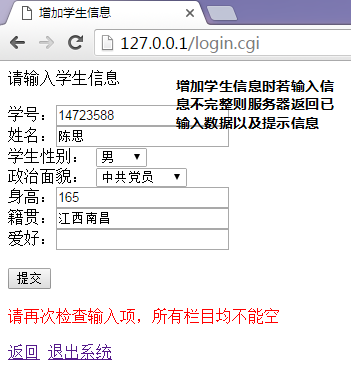 增加学生信息
127.0.0.1/login.cgi
请输入学生信息
增加学生信息时若输入信
息不完整则服务器返回已
输入数据以及提示信息
学号：14723588
姓名：陈思
学生性别： 男
政治面貌： 中共党员
身高：165
籍贯：江西南昌
爱好：
提交
请再次检查输入项，所有栏目均不能空
返回 退出系统